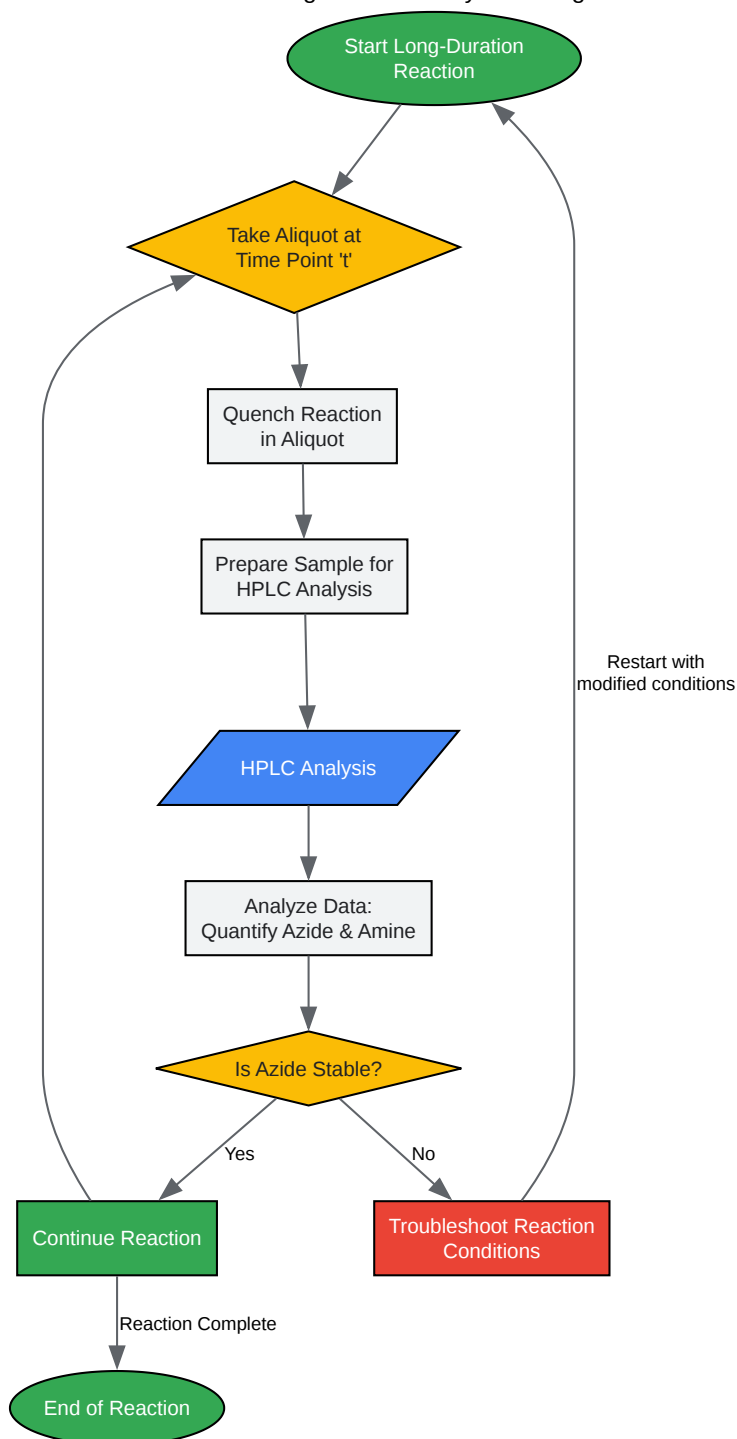 Start Long-Duration
Reaction
Take Aliquot at
Time Point 't'
Quench Reaction
in Aliquot
Prepare Sample for
HPLC Analysis
Restart with
modified conditions
HPLC Analysis
Analyze Data:
Quantify Azide & Amine
Is Azide Stable?
Yes
No
Continue Reaction
Troubleshoot Reaction
Conditions
Reaction Complete
End of Reaction